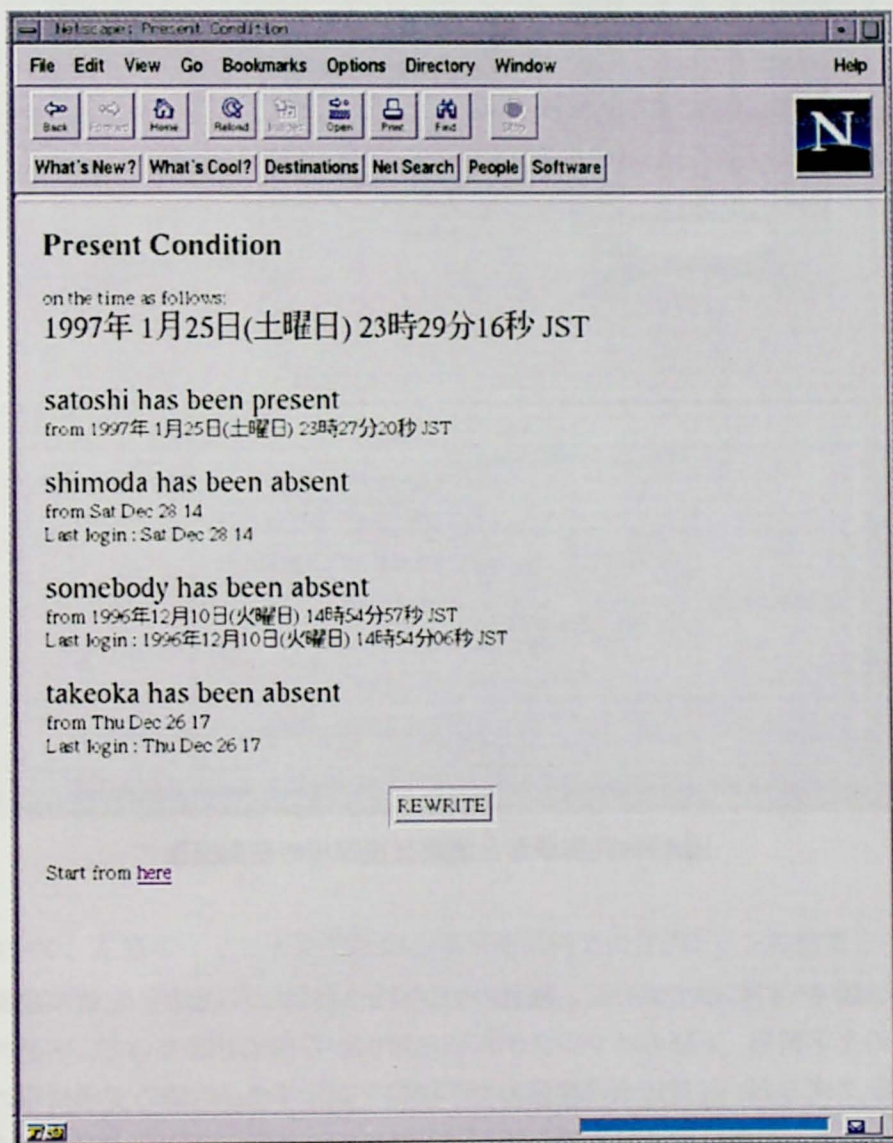 Netscape: Present Condition
File Edit View Go Bookmarks Options Directory Window Help
Back Forward Home Reload Images Open Print Find Stop
N
What's New? What's Cool? Destinations Net Search People Software
Present Condition
on the time as follows:
1997年 1月25日(土曜日) 23時29分16秒 JST
satoshi has been present
from 1997年 1月25日(土曜日) 23時27分20秒 JST
shimoda has been absent
from Sat Dec 28 14
Last login : Sat Dec 28 14
somebody has been absent
from 1996年12月10日(火曜日) 14時54分57秒 JST
Last login : 1996年12月10日(火曜日) 14時54分06秒 JST
takeoka has been absent
from Thu Dec 26 17
Last login : Thu Dec 26 17
REWRITE
Start from here